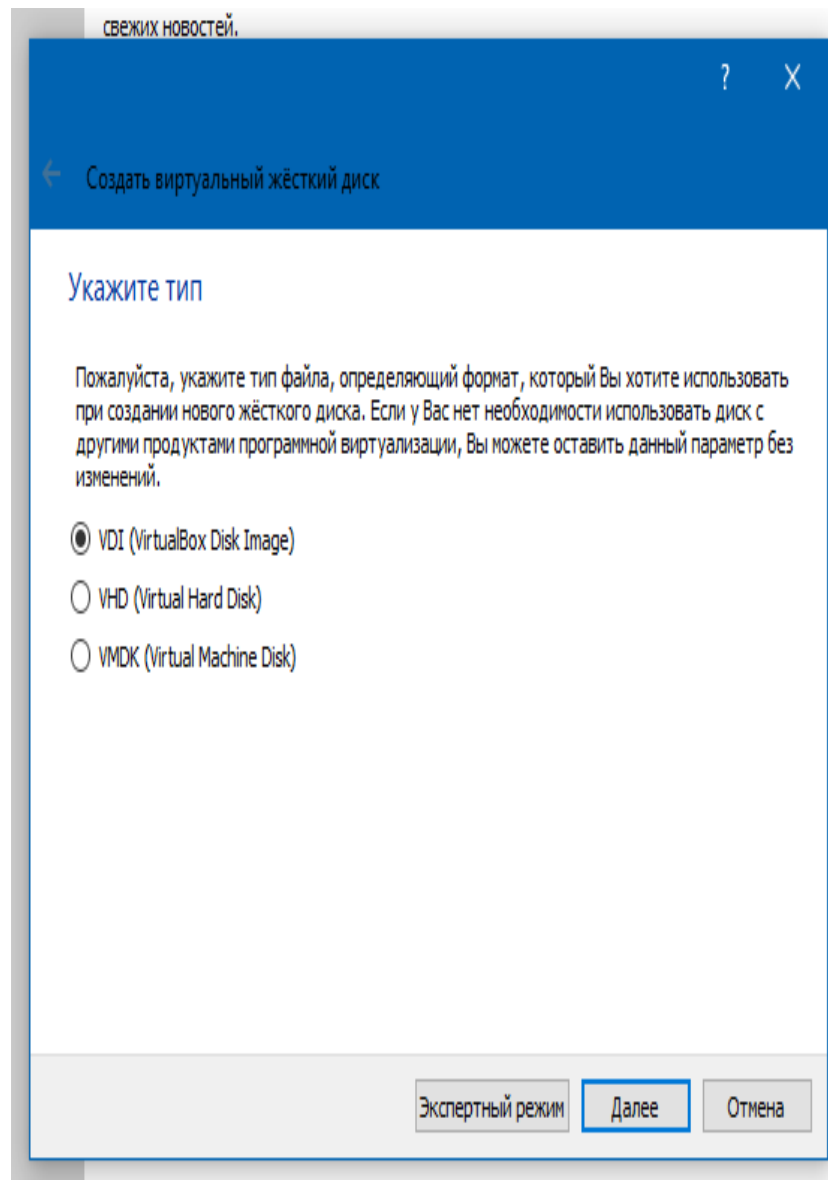 свежих новостей.
?
X
Создать виртуальный жёсткий диск
Укажите тип
Пожалуйста, укажите тип файла, определяющий формат, который Вы хотите использовать
при создании нового жёсткого диска. Если у Вас нет необходимости использовать диск с
другими продуктами программной виртуализации, Вы можете оставить данный параметр без
изменений.
VDI (VirtualBox Disk Image)
VHD (Virtual Hard Disk)
VMDK (Virtual Machine Disk)
Экспертный режим
Далее
Отмена